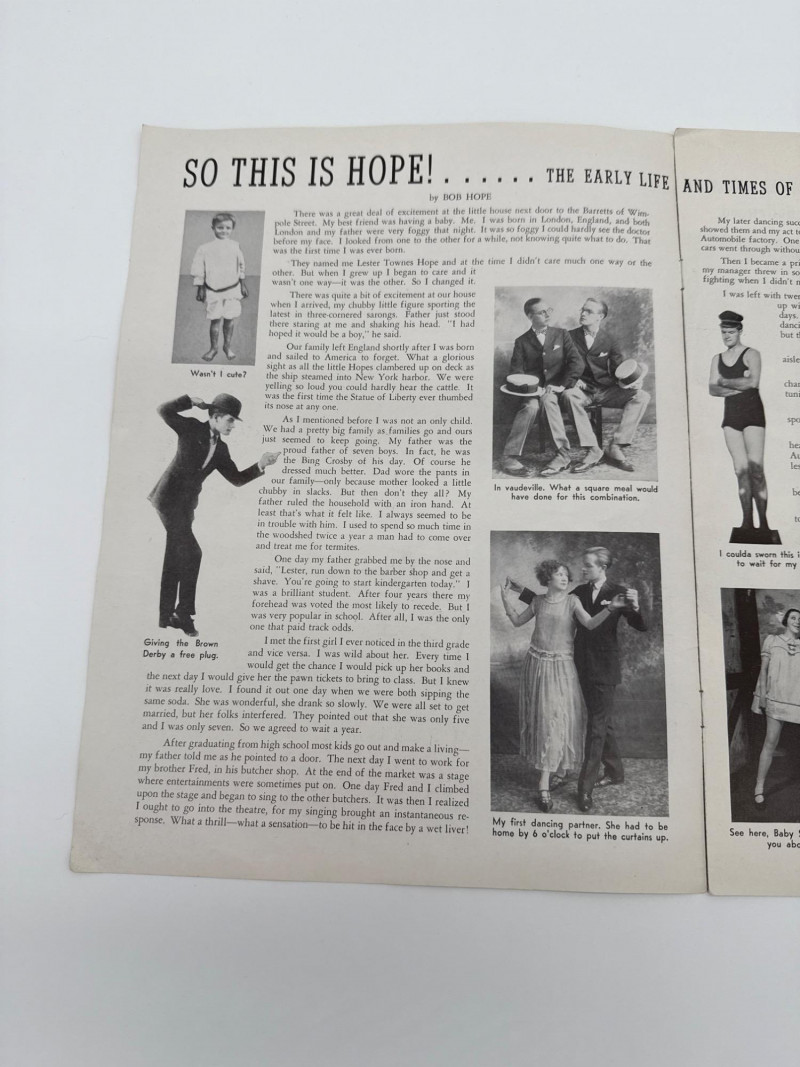 SO THIS IS HOPE! . . . . . . THE EARLY LIFE AND TIMES OF
by BOB HOPE
There was a great deal of excitement at the little house next door to the Barretts of Wim-
pole Street. My best friend was having a baby. Me. I was born in London, England, and both
London and my father were very foggy that night. It was so foggy I could hardly see the doctor
before my face. I looked from one to the other for a while, not knowing quite what to do. That
was the first time I was ever born.
They named me Lester Townes Hope and at the time I didn't care much one way or the
other. But when I grew up I began to care and it
wasn't one way—it was the other. So I changed it.
There was quite a bit of excitement at our house
when I arrived, my chubby little figure sporting the
latest in three-cornered sarongs. Father just stood
there staring at me and shaking his head. "I had
hoped it would be a boy," he said.
Our family left England shortly after I was born
and sailed to America to forget. What a glorious
sight as all the little Hopes clambered up on deck as
the ship steamed into New York harbor. We were
yelling so loud you could hardly hear the cattle. It
was the first time the Statue of Liberty ever thumbed
its nose at any one.
As I mentioned before I was not an only child.
We had a pretty big family as families go and ours
just seemed to keep going. My father was the
proud father of seven boys. In fact, he was
the Bing Crosby of his day. Of course he
dressed much better. Dad wore the pants in
our family—only because mother looked a little
chubby in slacks. But then don't they all? My
father ruled the household with an iron hand. At
least that's what it felt like. I always seemed to be
in trouble with him. I used to spend so much time in
the woodshed twice a year a man had to come over
and treat me for termites.
One day my father grabbed me by the nose and
said, "Lester, run down to the barber shop and get a
shave. You're going to start kindergarten today." I
was a brilliant student. After four years there my
forehead was voted the most likely to recede. But I
was very popular in school. After all, I was the only
one that paid track odds.
I met the first girl I ever noticed in the third grade
and vice versa. I was wild about her. Every time I
would get the chance I would pick up her books and
the next day I would give her the pawn tickets to bring to class. But I knew
it was really love. I found it out one day when we were both sipping the
same soda. She was wonderful, she drank so slowly. We were all set to get
married, but her folks interfered. They pointed out that she was only five
and I was only seven. So we agreed to wait a year.
After graduating from high school most kids go out and make a living—
my father told me as he pointed to a door. The next day I went to work for
my brother Fred, in his butcher shop. At the end of the market was a stage
where entertainments were sometimes put on. One day Fred and I climbed
upon the stage and began to sing to the other butchers. It was then I realized
I ought to go into the theatre, for my singing brought an instantaneous re-
sponse. What a thrill—what a sensation—to be hit in the face by a wet liver!
Wasn't I cute?
Giving the Brown
Derby a free plug.
In vaudeville. What a square meal would
have done for this combination.
My first dancing partner. She had to be
home by 6 o'clock to put the curtains up.
My later dancing
showed them and my act
Automobile factory. One
cars went through
Then I became a
my manager threw in
fighting when I didn't
I was left with
up
days.
but
I coulda sworn this
to wait for my
See here, Baby
you